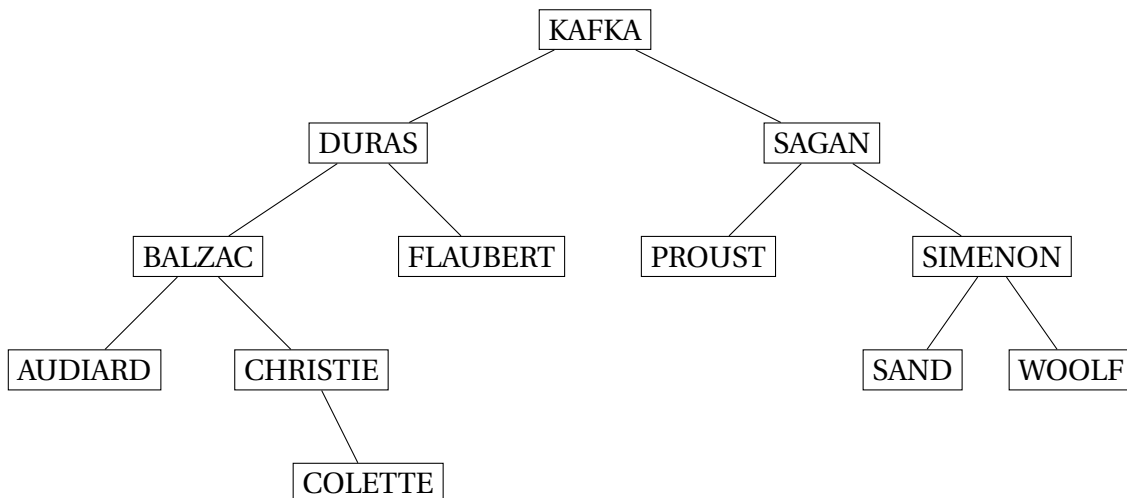 KAFKA
DURAS SAGAN
BALZAC FLAUBERT PROUST SIMENON
AUDIARD CHRISTIE SAND WOOLF
COLETTE